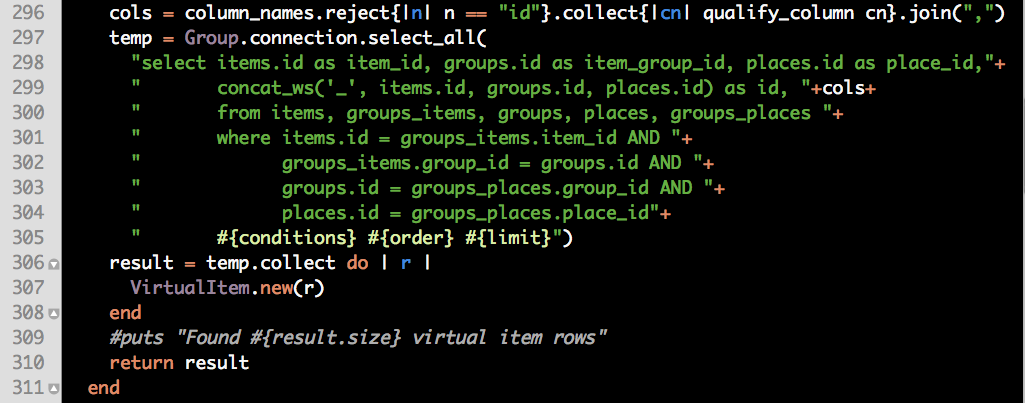 296 cols = column_names.reject{|n| n == "id"}.collect{|cn| qualify_column cn}.join(",")
297 temp = Group.connection.select_all(
298 "select items.id as item_id, groups.id as item_group_id, places.id as place_id,"+
299 " concat_ws('_', items.id, groups.id, places.id) as id, "+cols+
300 " from items, groups_items, groups, places, groups_places "+
301 " where items.id = groups_items.item_id AND "+
302 " groups_items.group_id = groups.id AND "+
303 " groups.id = groups_places.group_id AND "+
304 " places.id = groups_places.place_id"+
305 " #{conditions} #{order} #{limit}")
306 result = temp.collect do | r |
307 VirtualItem.new(r)
308 end
309 #puts "Found #{result.size} virtual item rows"
310 return result
311 end